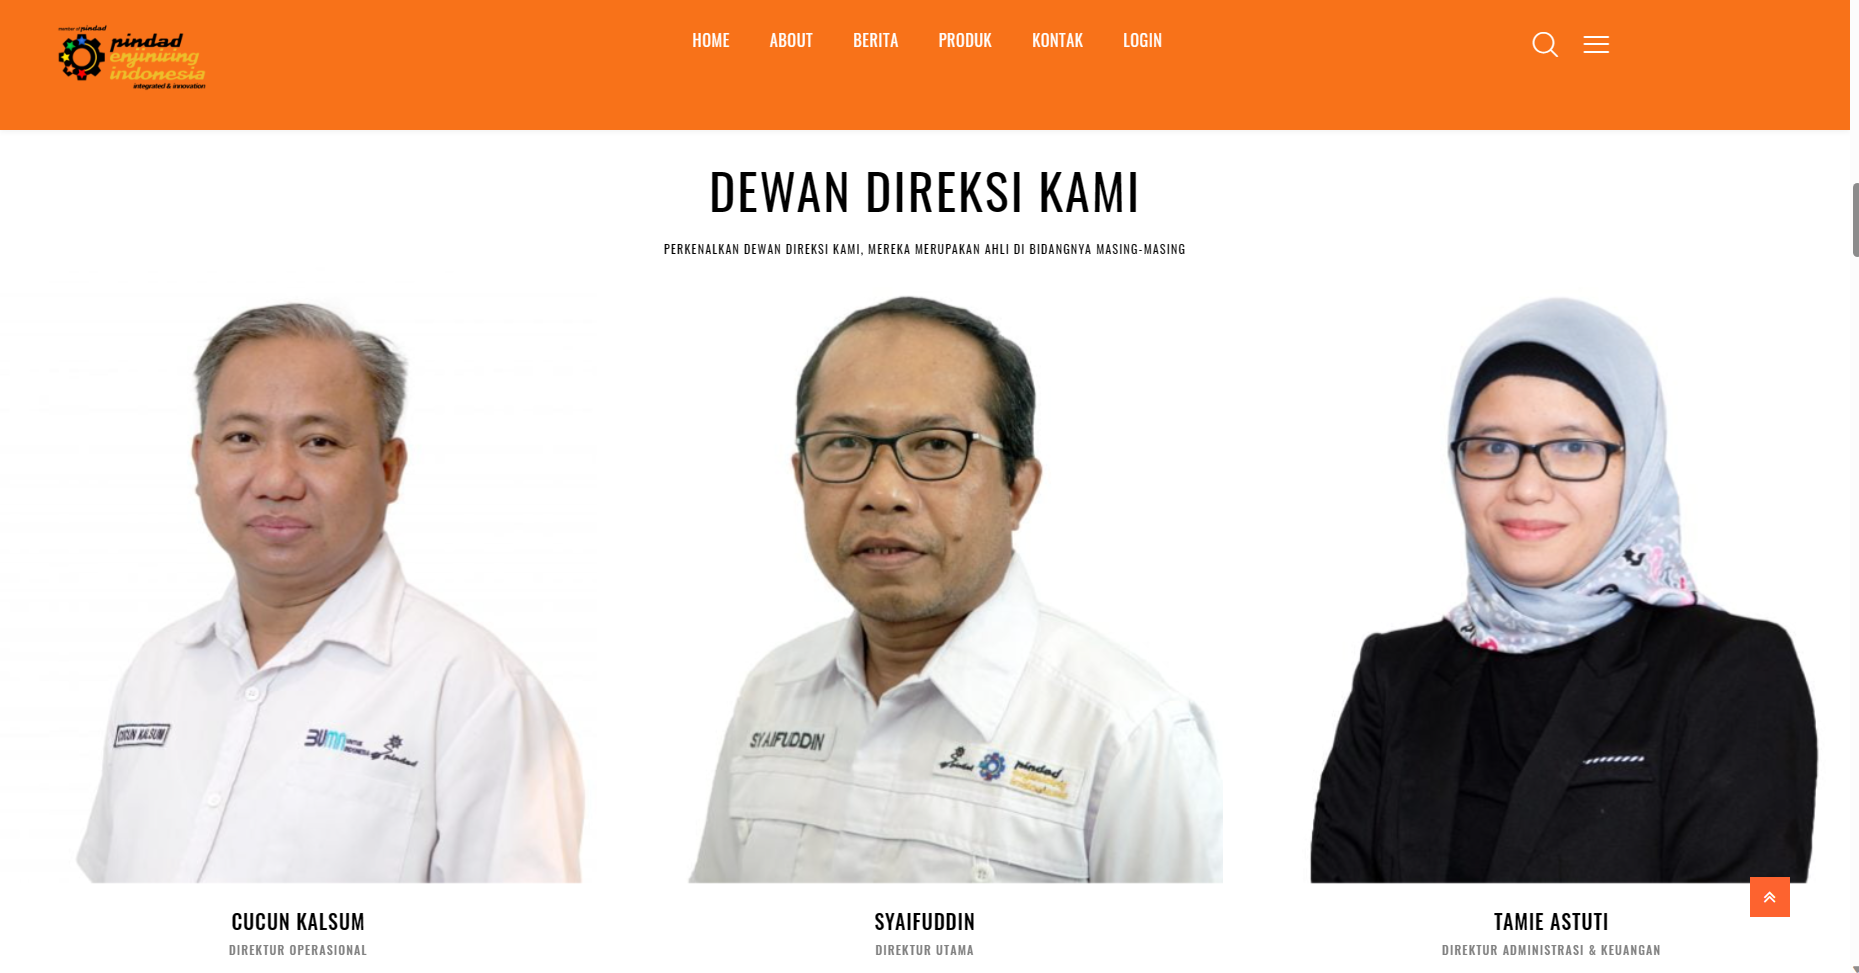 member of pindad
pindad
enjiniring
indonesia
integrated & innovation
HOME ABOUT BERITA PRODUK KONTAK LOGIN
DEWAN DIREKSI KAMI
PERKENALKAN DEWAN DIREKSI KAMI, MEREKA MERUPAKAN AHLI DI BIDANGNYA MASING-MASING
CUCUN KALSUM
BUMN
UNTUK
INDONESIA
pindad
SYAIFUDDIN
pindad
pindad
enjiniring
indonesia
CUCUN KALSUM
DIREKTUR OPERASIONAL
SYAIFUDDIN
DIREKTUR UTAMA
TAMIE ASTUTI
DIREKTUR ADMINISTRASI & KEUANGAN